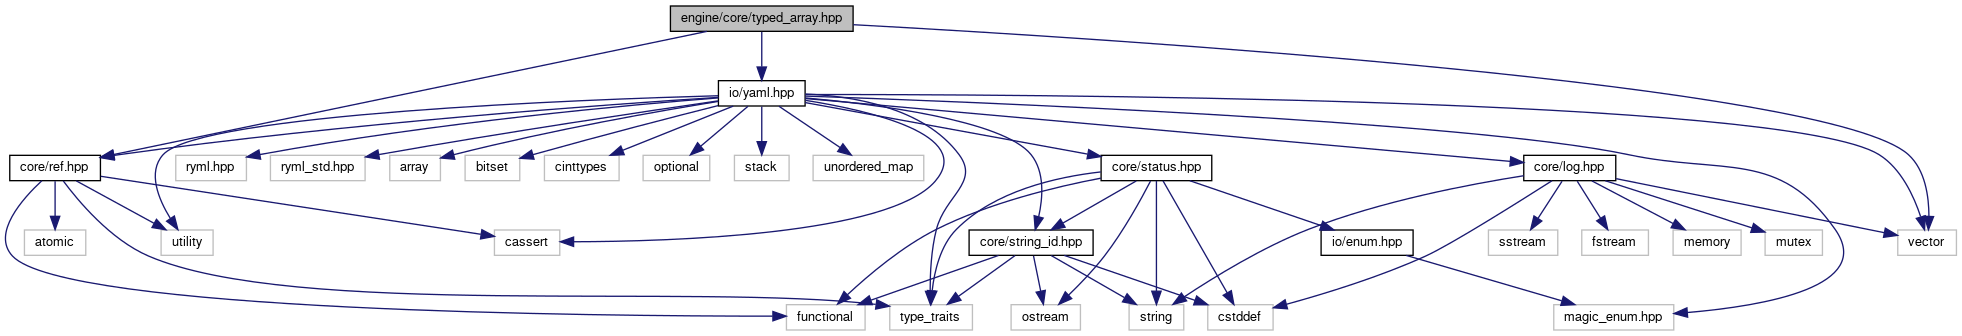 engine/core/typed_array.hpp
io/yaml.hpp
core/ref.hpp
ryml.hpp
ryml_std.hpp
array
bitset
cinttypes
optional
stack
unordered_map
core/status.hpp
core/log.hpp
atomic
utility
cassert
core/string_id.hpp
io/enum.hpp
sstream
fstream
memory
mutex
vector
functional
type_traits
ostream
string
cstddef
magic_enum.hpp